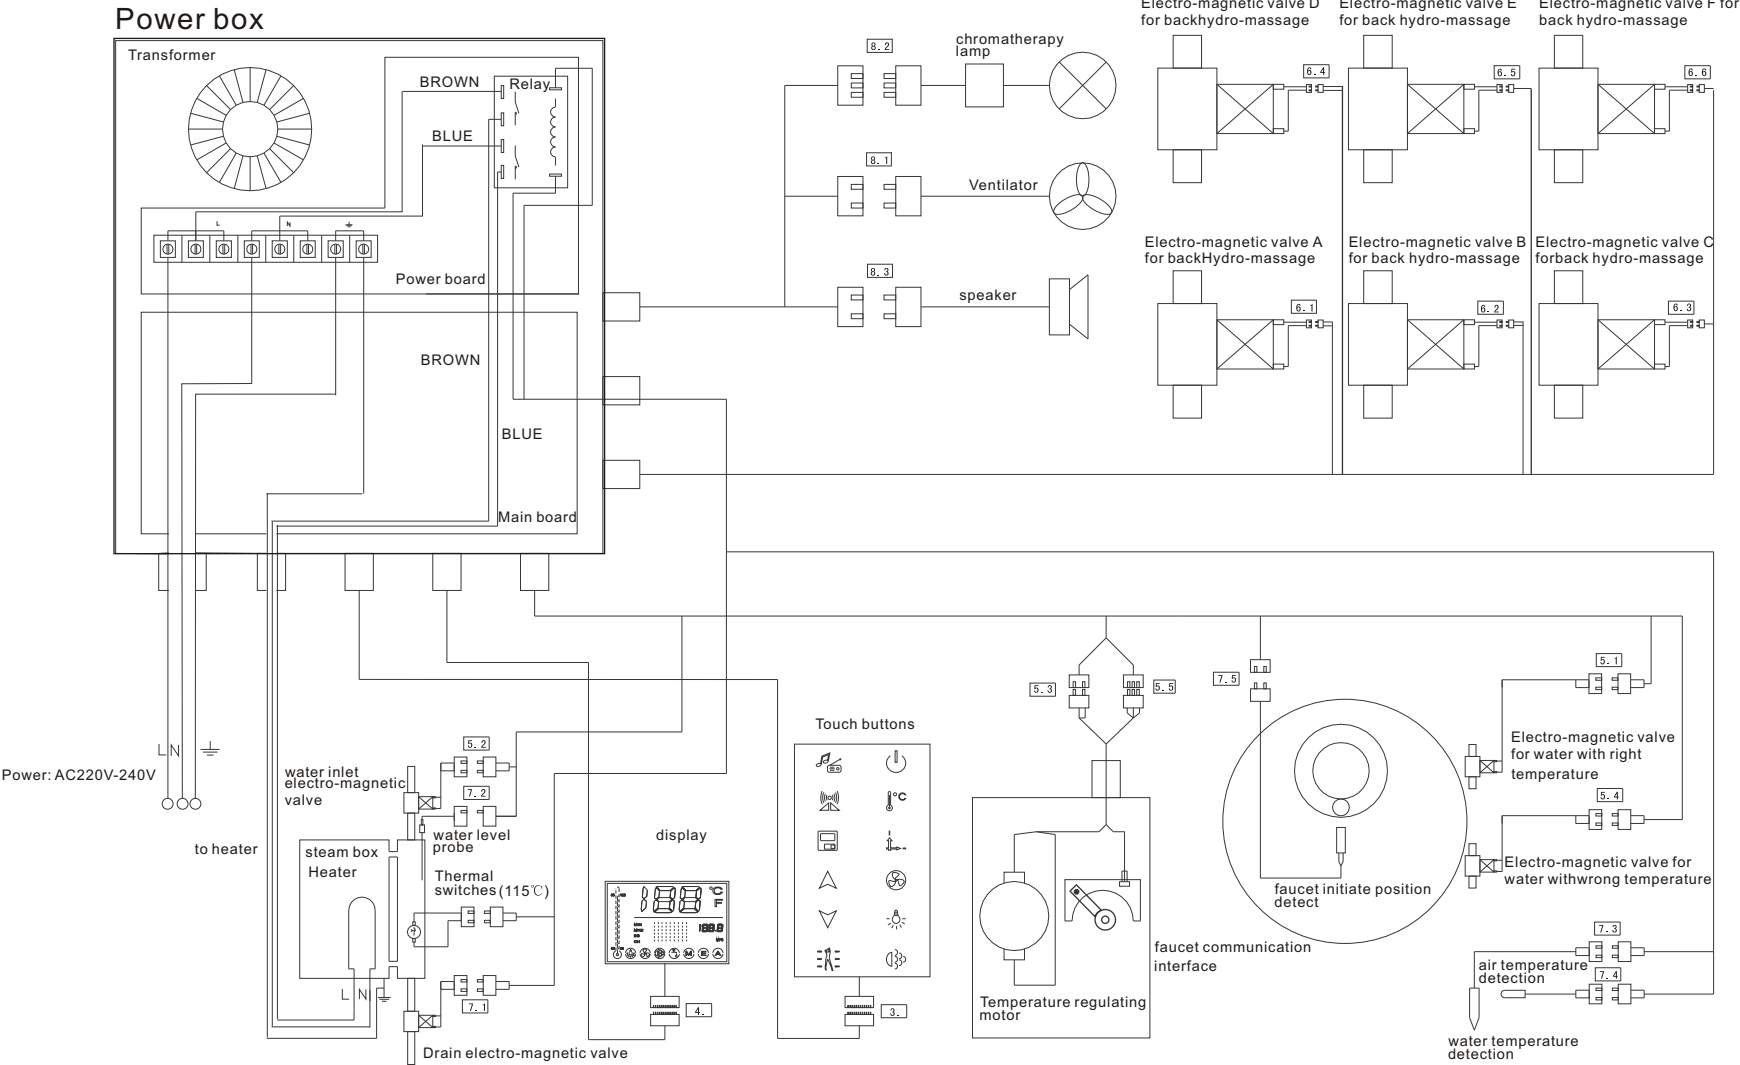 Power box
Transformer
BROWN
Relay
BLUE
L
N
Power board
BROWN
BLUE
Main board
8.2
chromatherapy
lamp
8.1
Ventilator
8.3
speaker
Electro-magnetic valve D
for backhydro-massage
6.4
Electro-magnetic valve E
for back hydro-massage
6.5
Electro-magnetic valve F for
back hydro-massage
6.6
Electro-magnetic valve A
for backHydro-massage
6.1
Electro-magnetic valve B
for back hydro-massage
6.2
Electro-magnetic valve C
forback hydro-massage
6.3
L N
Power: AC220V-240V
to heater
water inlet
electro-magnetic
valve
5.2
7.2
water level
probe
steam box
Heater
Thermal
switches (115℃)
L N
7.1
Drain electro-magnetic valve
display
188
°C
F
188.8
M
E
A
4.
Touch buttons
°C
3.
5.3
5.5
7.5
Temperature regulating
motor
faucet communication
interface
faucet initiate position
detect
5.1
Electro-magnetic valve
for water with right
temperature
5.4
Electro-magnetic valve for
water withwrong temperature
7.3
air temperature
detection
7.4
water temperature
detection